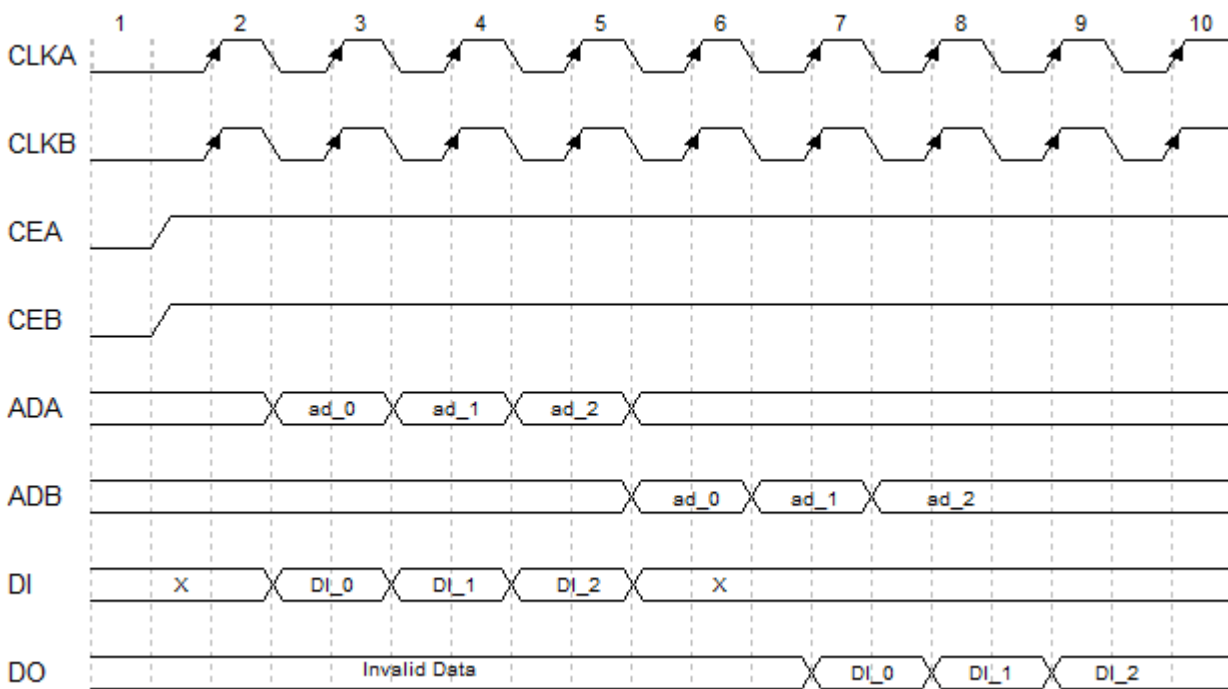 1 2 3 4 5 6 7 8 9 10
CLKA
CLKB
CEA
CEB
ADA ad_0 ad_1 ad_2
ADB ad_0 ad_1 ad_2
DI X DI_0 DI_1 DI_2 X
DO Invalid Data DI_0 DI_1 DI_2